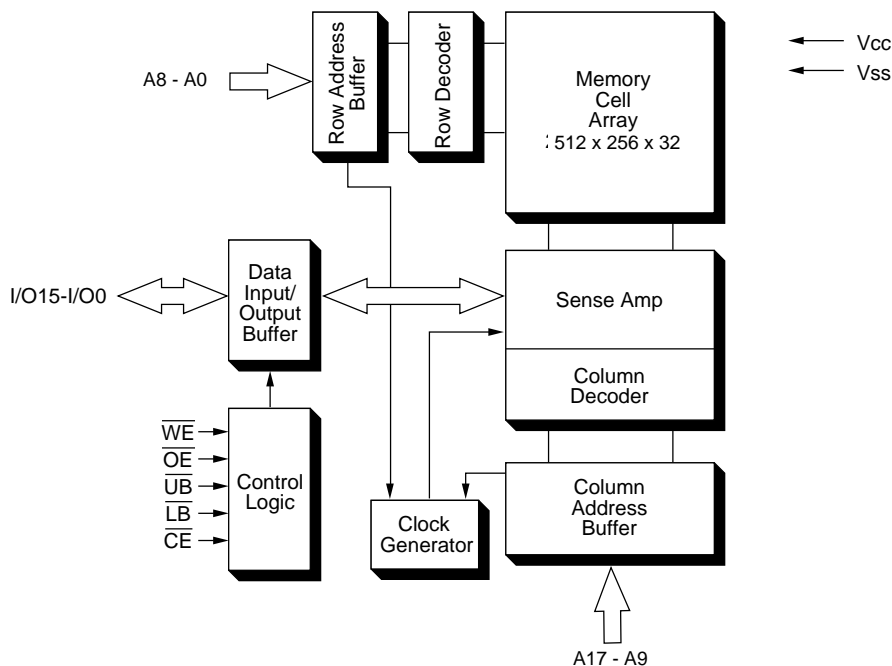 A8 - A0
Row Address
Buffer
Row Decoder
Memory
Cell
Array
512 x 256 x 32
Vcc
Vss
I/O15-I/O0
Data
Input/
Output
Buffer
Sense Amp
Column
Decoder
WE
OE
UB
LB
CE
Control
Logic
Clock
Generator
Column
Address
Buffer
A17 - A9